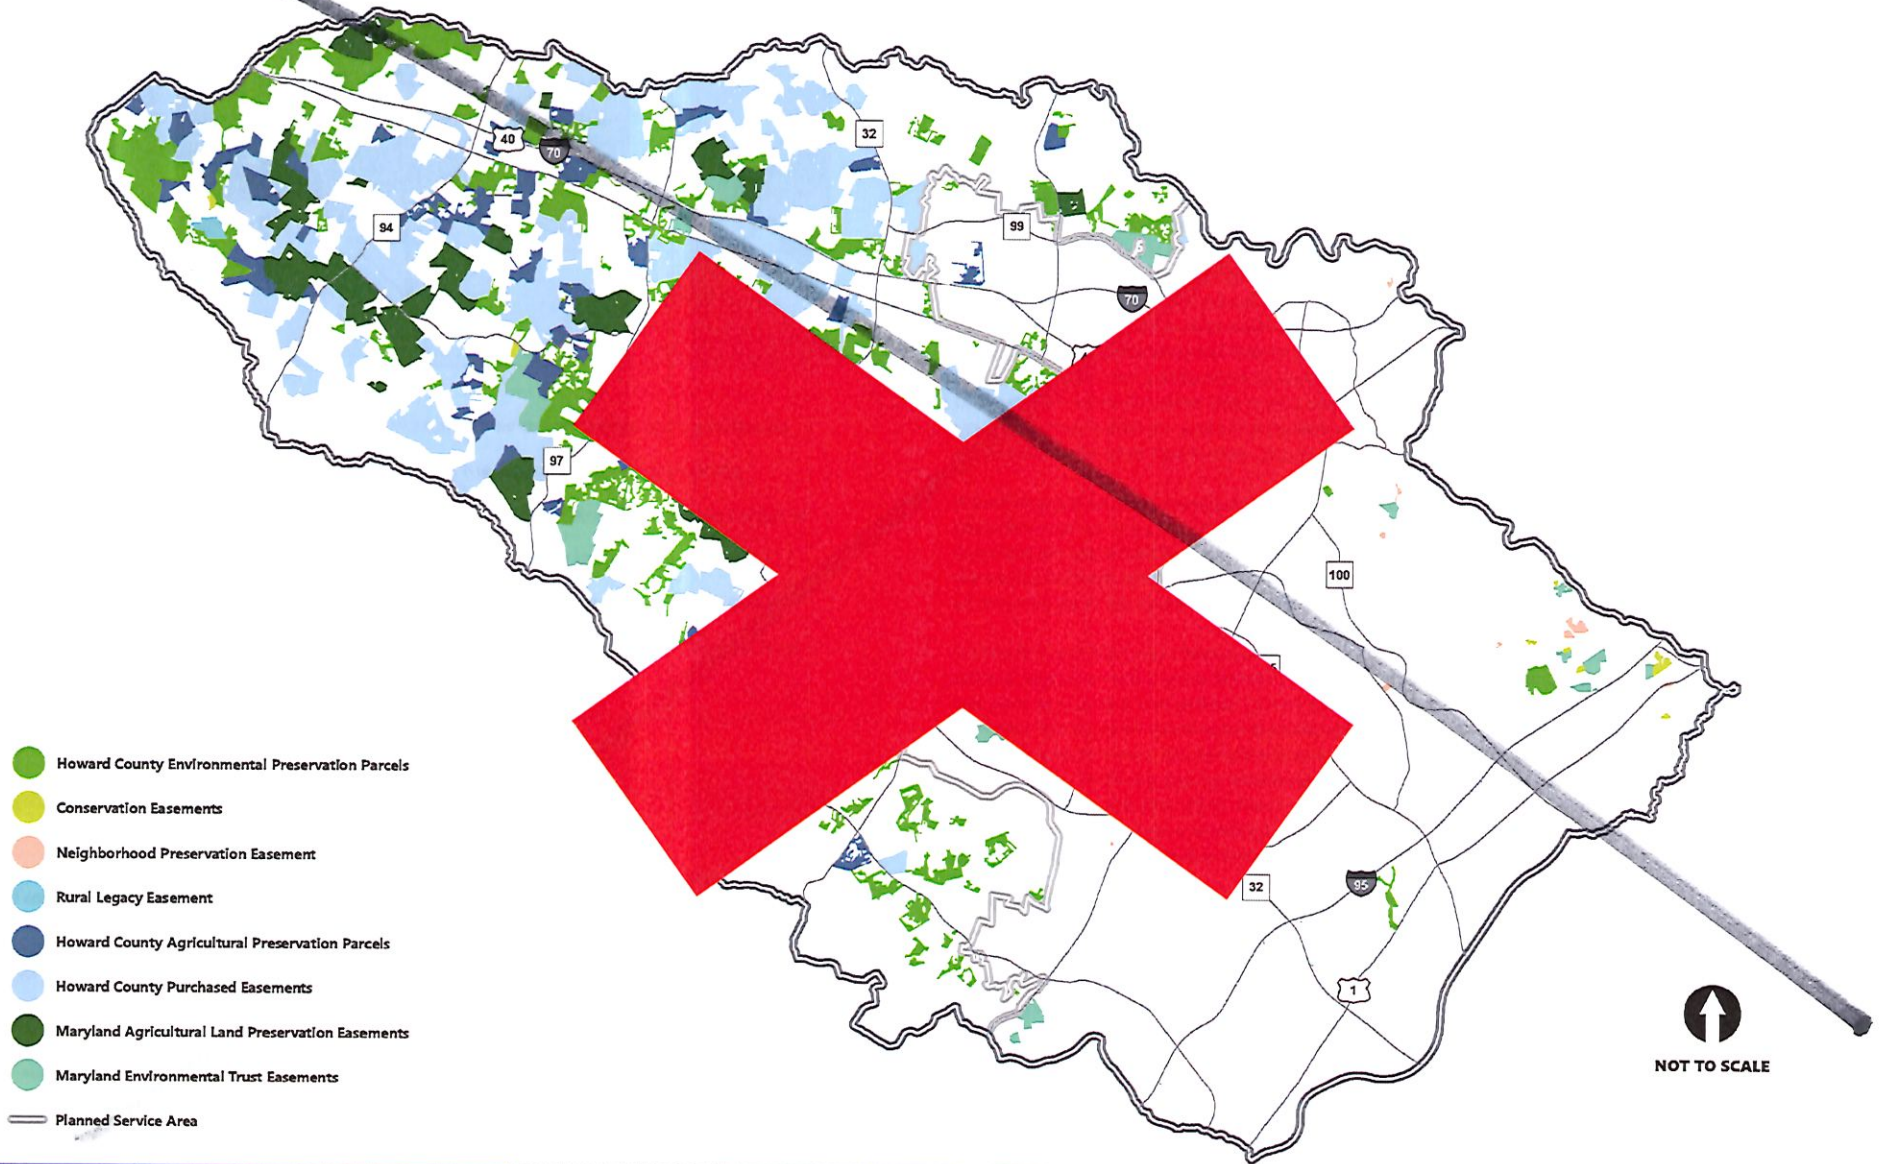 40
70
32
94
99
70
97
100
32
95
1
Howard County Environmental Preservation Parcels
Conservation Easements
Neighborhood Preservation Easement
Rural Legacy Easement
Howard County Agricultural Preservation Parcels
Howard County Purchased Easements
Maryland Agricultural Land Preservation Easements
Maryland Environmental Trust Easements
Planned Service Area
NOT TO SCALE